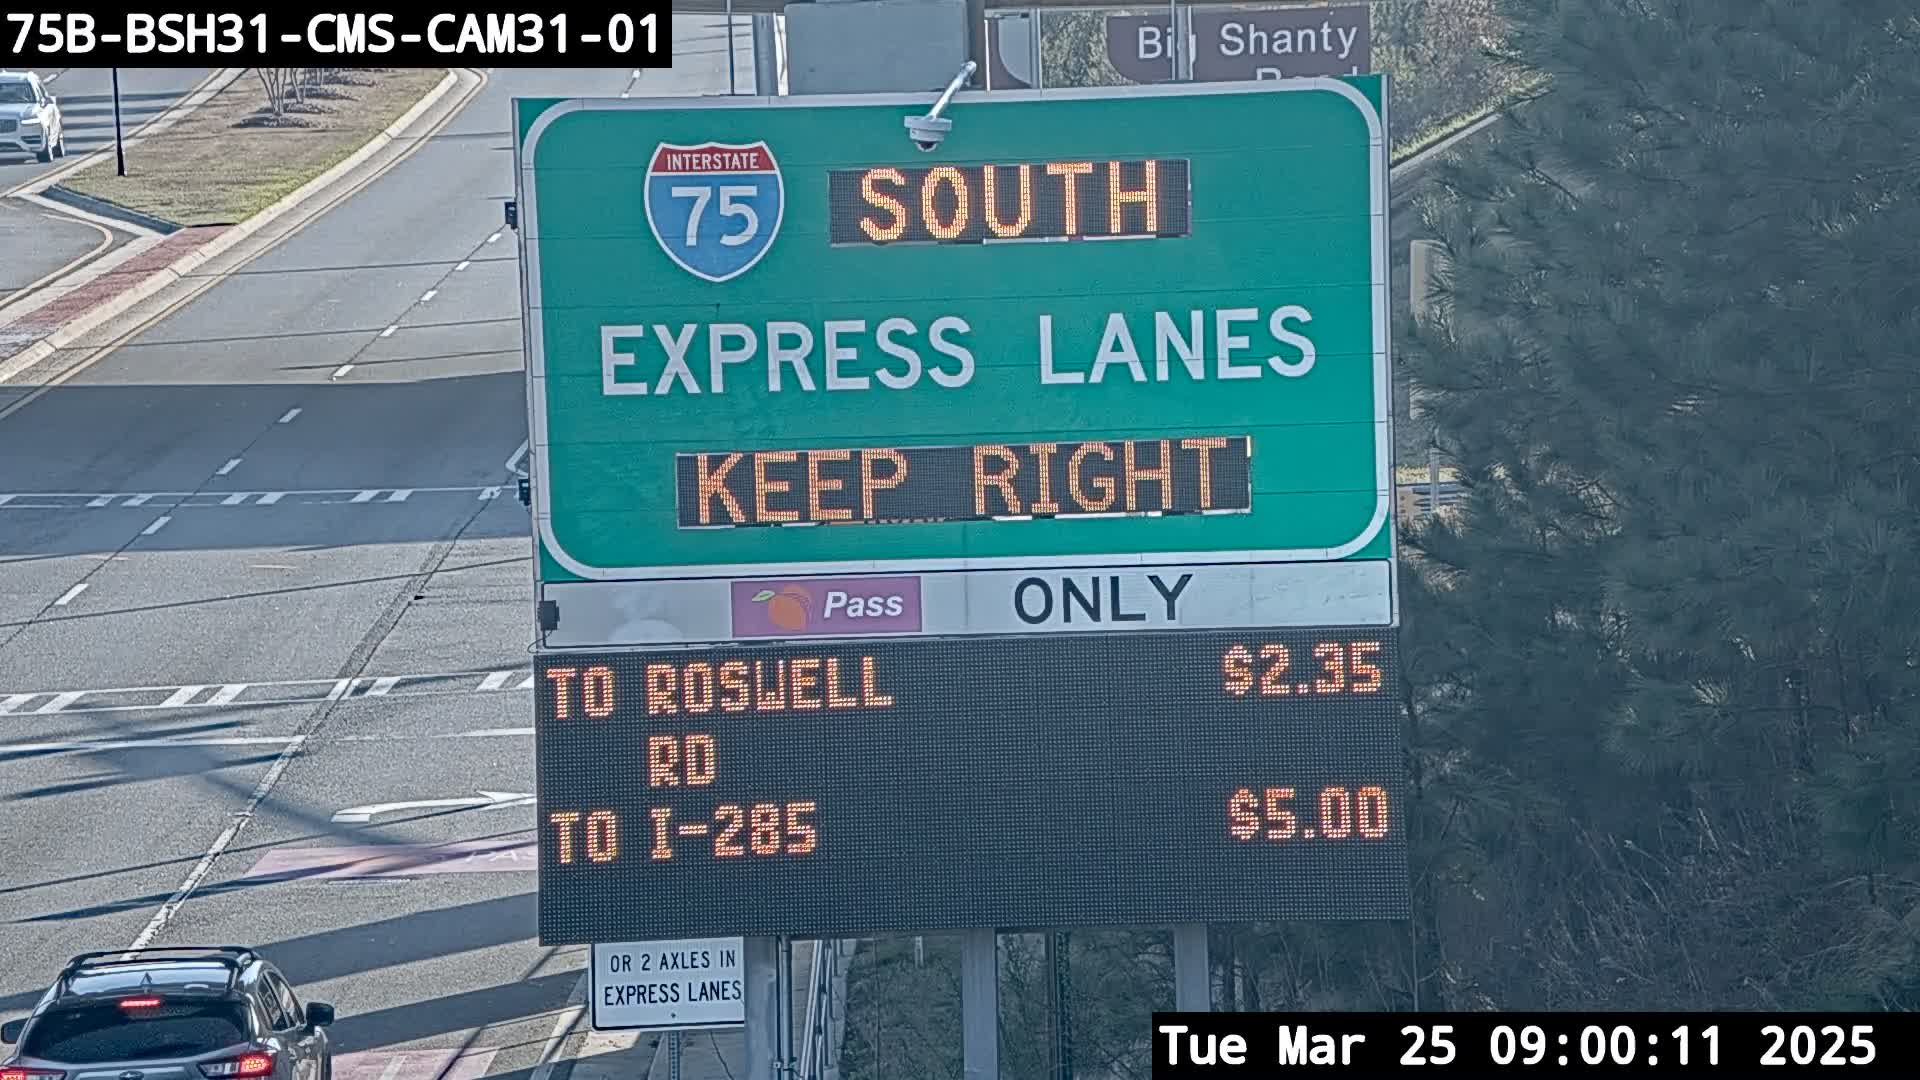 75B-BSH31-CMS-CAM31-01
Big Shanty
Road
INTERSTATE
75
SOUTH
EXPRESS LANES
KEEP RIGHT
Pass
ONLY
TO ROSWELL $2.35
RD
TO I-285 $5.00
OR 2 AXLES IN
EXPRESS LANES
Tue Mar 25 09:00:11 2025